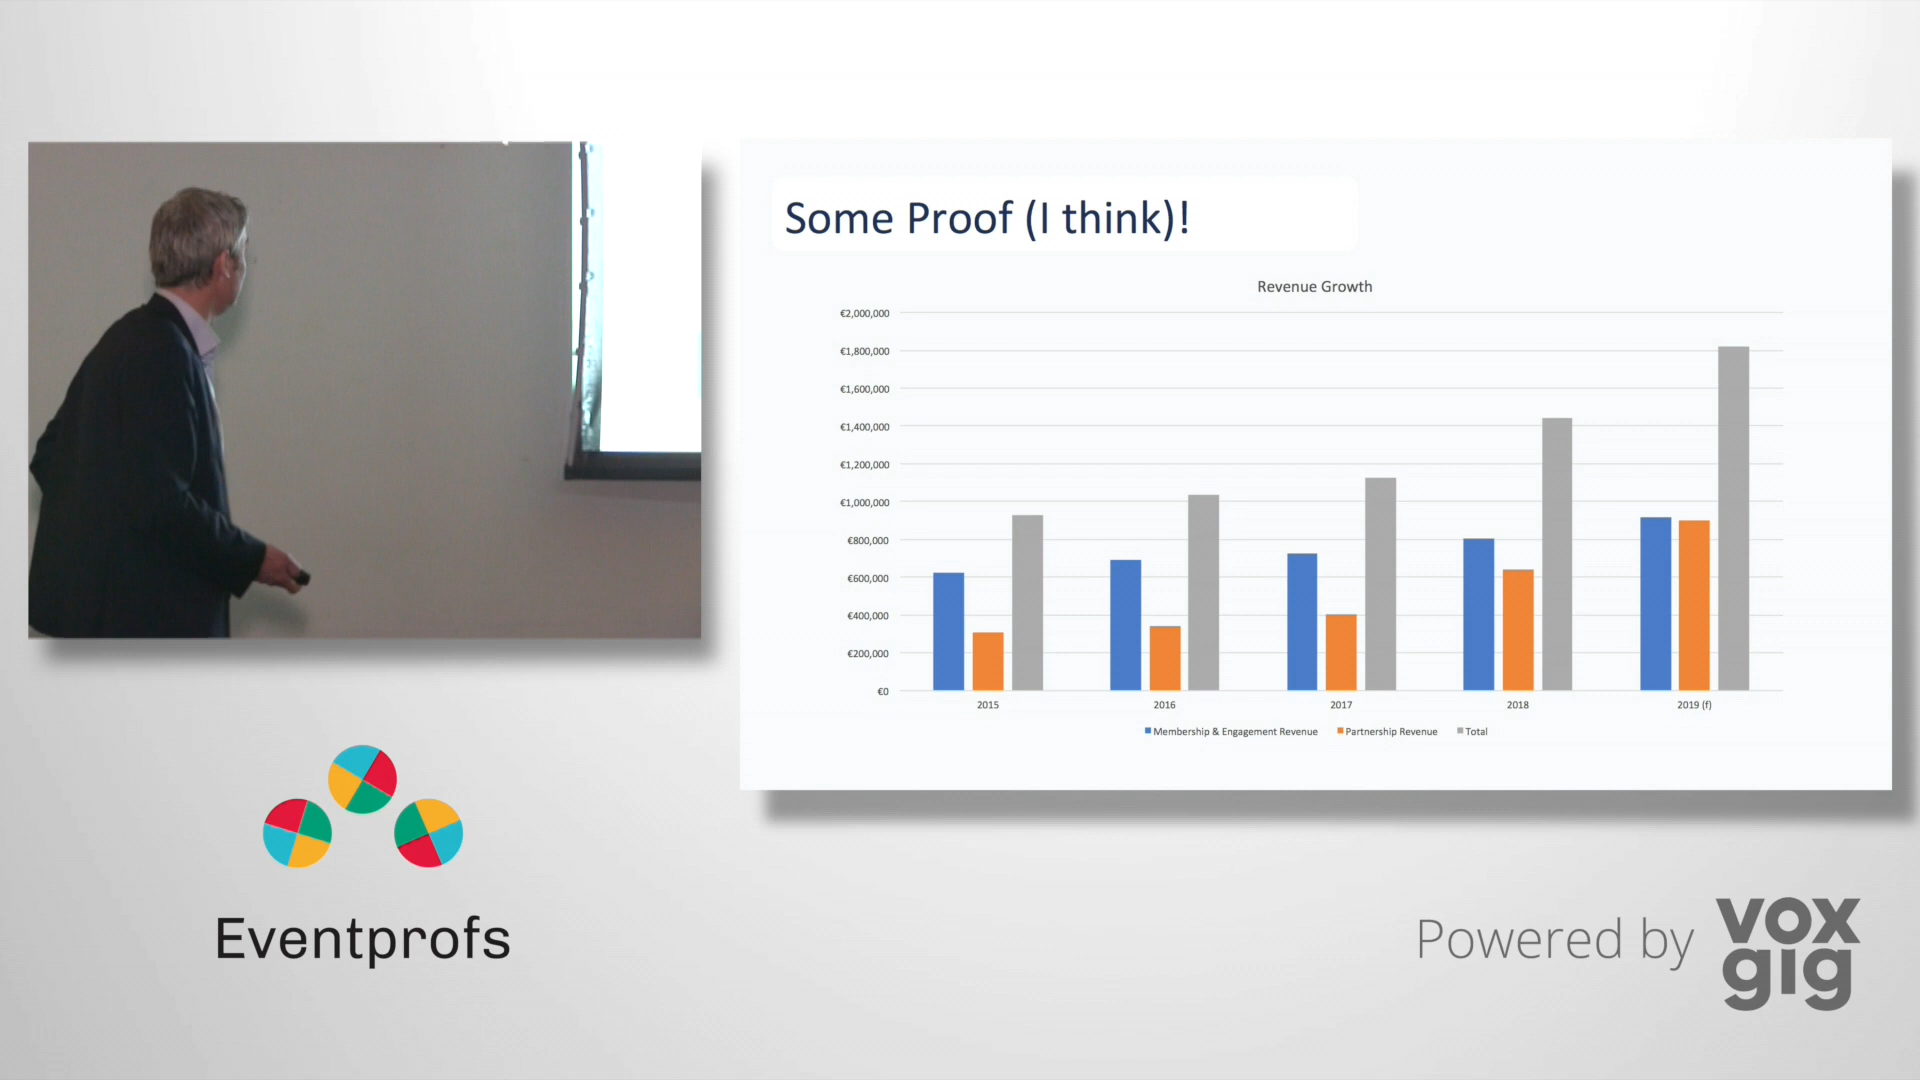 Some Proof (I think)!
Revenue Growth
€2,000,000
€1,800,000
€1,600,000
€1,400,000
€1,200,000
€1,000,000
€800,000
€600,000
€400,000
€200,000
€0
2015 2016 2017 2018 2019 (f)
Membership & Engagement Revenue Partnership Revenue Total
Eventprofs
Powered by
vox
gig